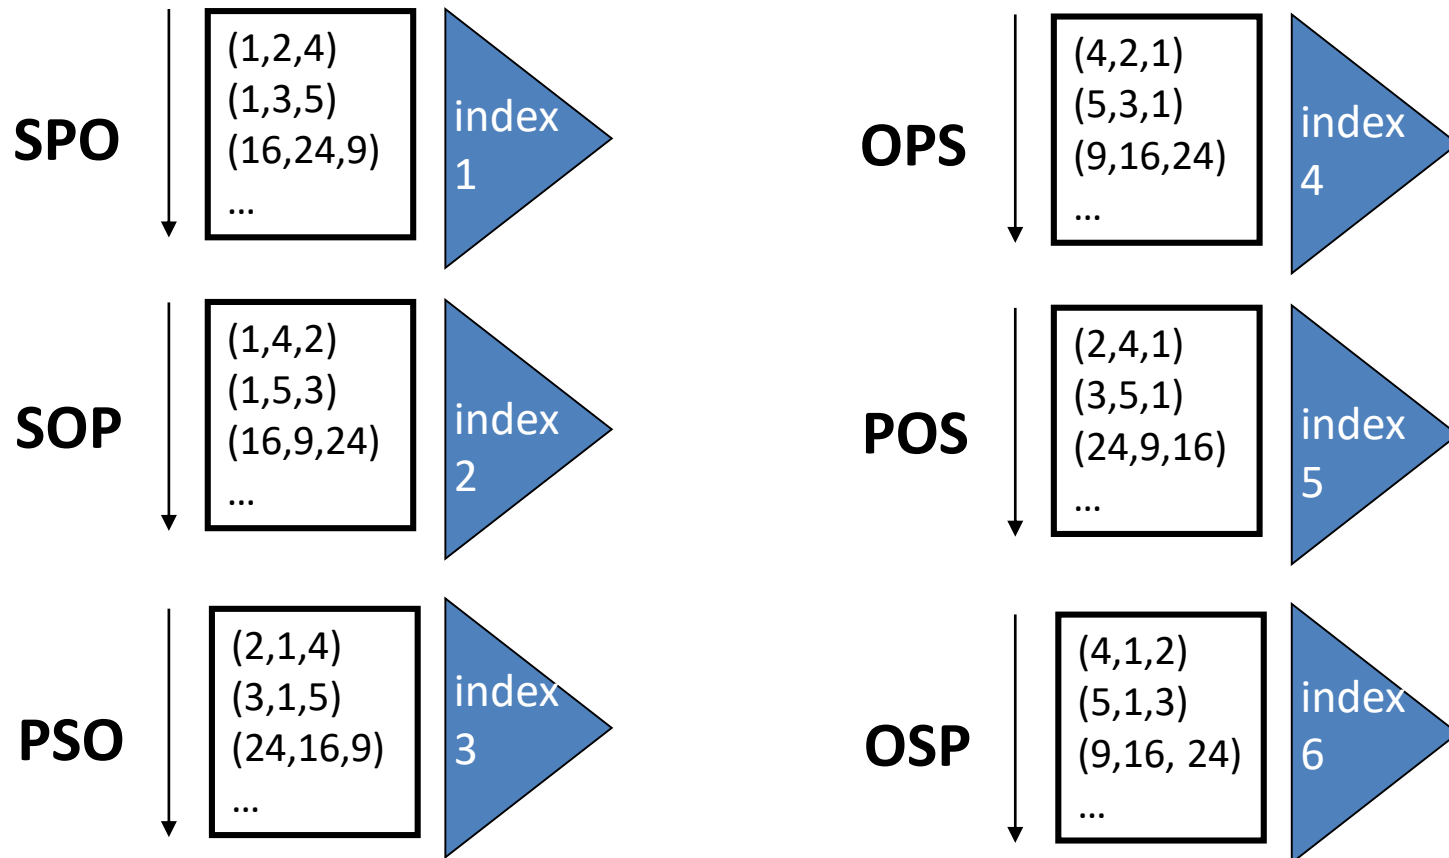 SPO
(1,2,4)
(1,3,5)
(16,24,9)
...
index
1
SOP
(1,4,2)
(1,5,3)
(16,9,24)
...
index
2
PSO
(2,1,4)
(3,1,5)
(24,16,9)
...
index
3
OPS
(4,2,1)
(5,3,1)
(9,16,24)
...
index
4
POS
(2,4,1)
(3,5,1)
(24,9,16)
...
index
5
OSP
(4,1,2)
(5,1,3)
(9,16, 24)
...
index
6